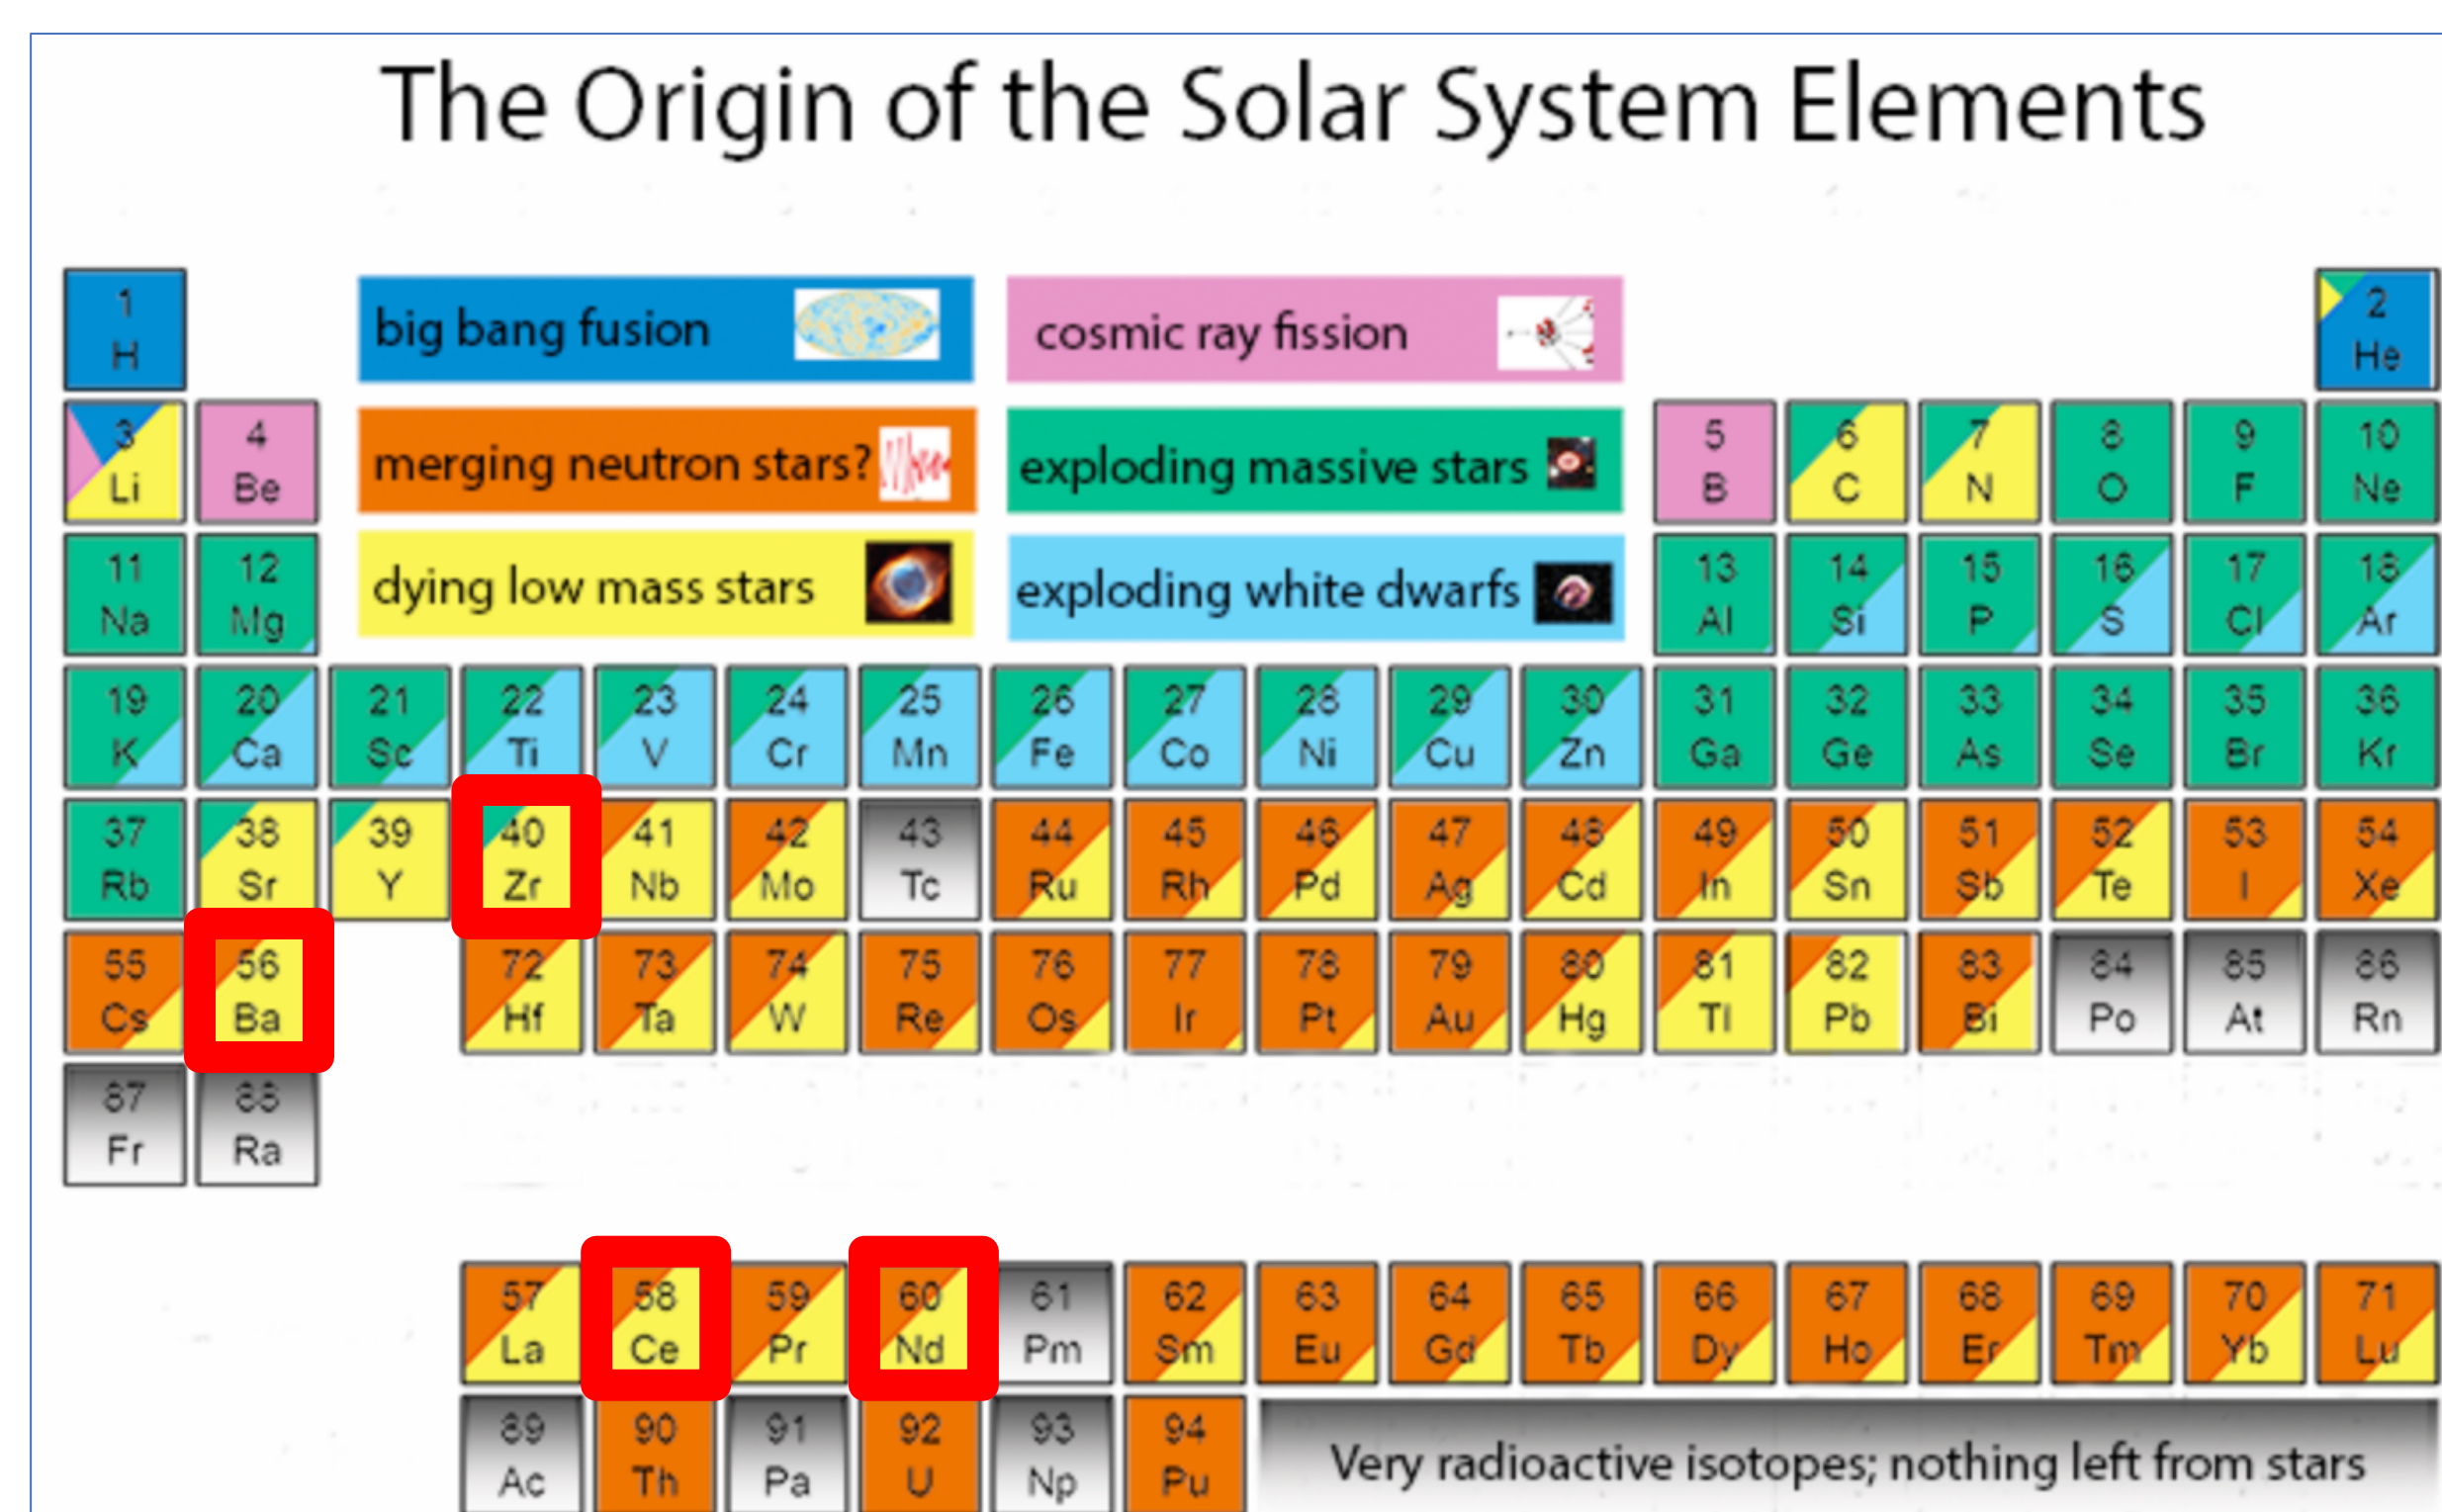 The Origin of the Solar System Elements
1 H
big bang fusion
cosmic ray fission
2 He
3 Li
4 Be
merging neutron stars?
exploding massive stars
5 B
6 C
7 N
8 O
9 F
10 Ne
11 Na
12 Mg
dying low mass stars
exploding white dwarfs
13 Al
14 Si
15 P
16 S
17 Cl
18 Ar
19 K
20 Ca
21 Sc
22 Ti
23 V
24 Cr
25 Mn
26 Fe
27 Co
28 Ni
29 Cu
30 Zn
31 Ga
32 Ge
33 As
34 Se
35 Br
36 Kr
37 Rb
38 Sr
39 Y
40 Zr
41 Nb
42 Mo
43 Tc
44 Ru
45 Rh
46 Pd
47 Ag
48 Cd
49 In
50 Sn
51 Sb
52 Te
53 I
54 Xe
55 Cs
56 Ba
72 Hf
73 Ta
74 W
75 Re
76 Os
77 Ir
78 Pt
79 Au
80 Hg
81 Tl
82 Pb
83 Bi
84 Po
85 At
86 Rn
87 Fr
88 Ra
57 La
58 Ce
59 Pr
60 Nd
61 Pm
62 Sm
63 Eu
64 Gd
65 Tb
66 Dy
67 Ho
68 Er
69 Tm
70 Yb
71 Lu
89 Ac
90 Th
91 Pa
92 U
93 Np
94 Pu
Very radioactive isotopes; nothing left from stars